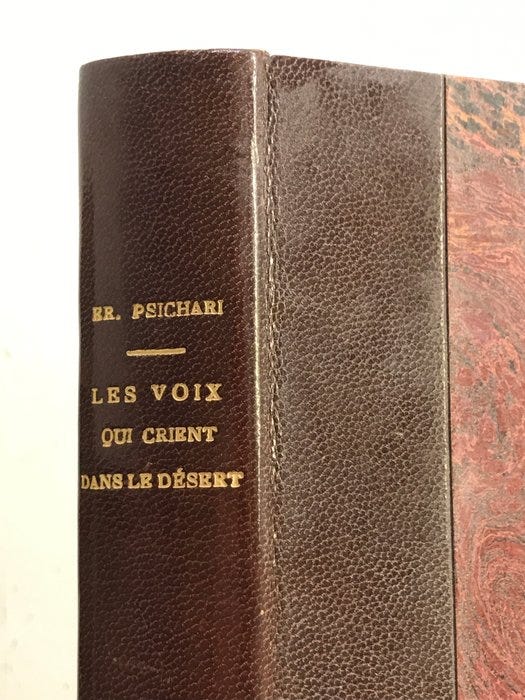 ER. PSICHARI
LES VOIX
QUI CRIENT
DANS LE DÉSERT